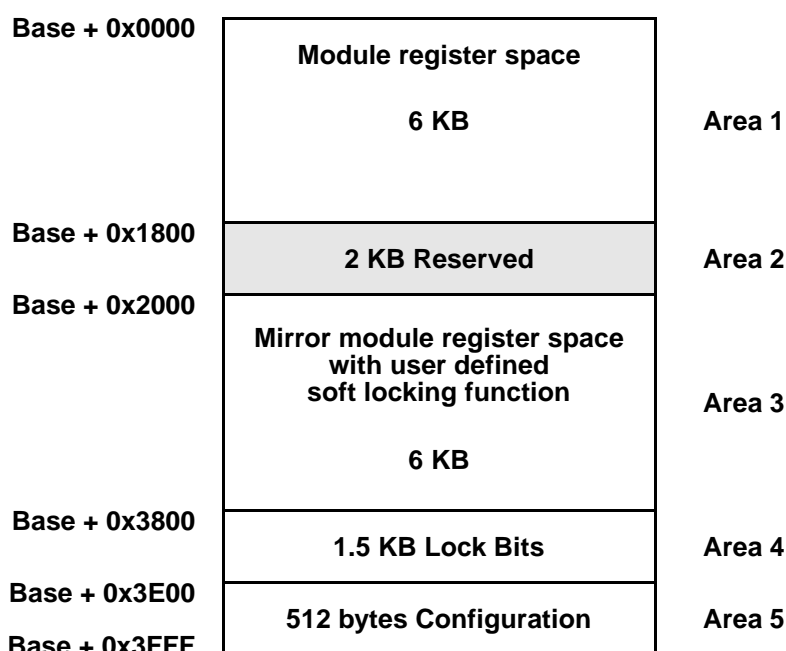 Base + 0x0000
Module register space
6 KB
Area 1
Base + 0x1800
2 KB Reserved
Area 2
Base + 0x2000
Mirror module register space
with user defined
soft locking function
Area 3
6 KB
Base + 0x3800
1.5 KB Lock Bits
Area 4
Base + 0x3E00
512 bytes Configuration
Area 5
Base + 0x3FFF